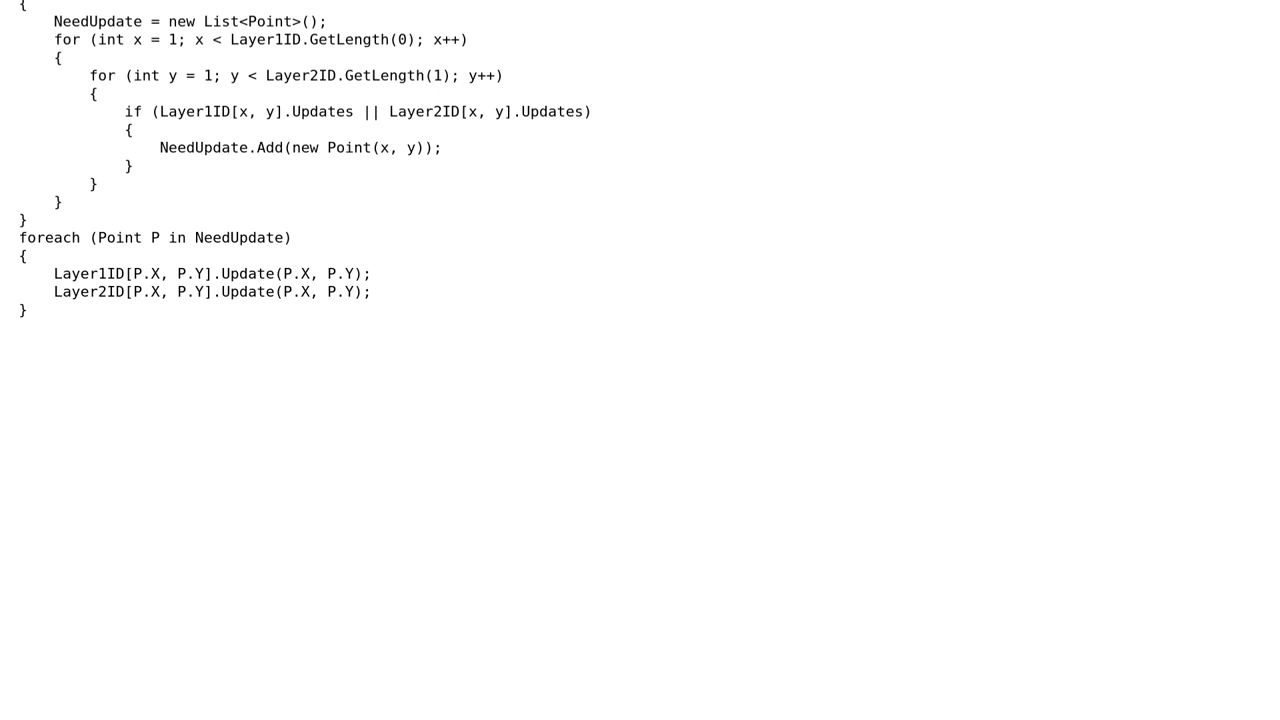 {
    NeedUpdate = new List<Point>();
    for (int x = 1; x < Layer1ID.GetLength(0); x++)
    {
        for (int y = 1; y < Layer2ID.GetLength(1); y++)
        {
            if (Layer1ID[x, y].Updates || Layer2ID[x, y].Updates)
            {
                NeedUpdate.Add(new Point(x, y));
            }
        }
    }
}
foreach (Point P in NeedUpdate)
{
    Layer1ID[P.X, P.Y].Update(P.X, P.Y);
    Layer2ID[P.X, P.Y].Update(P.X, P.Y);
}